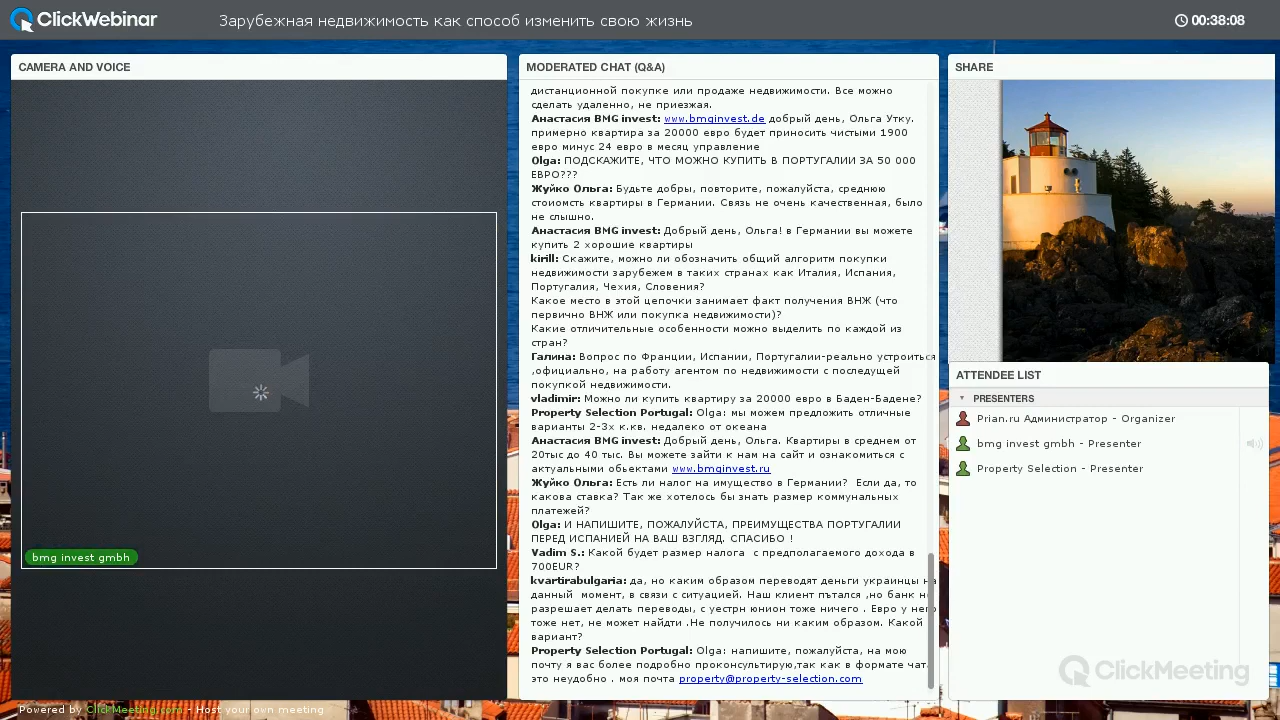 ClickWebinar
Зарубежная недвижимость как способ изменить свою жизнь
00:38:08
CAMERA AND VOICE
bmg invest gmbh
MODERATED CHAT (Q&A)
дистанционной покупке или продаже недвижимости. Все можно
сделать удаленно, не приезжая.
Анастасия BMG invest: www.bmginvest.de добрый день, Ольга Утку.
примерно квартира за 20000 евро будет приносить чистыми 1900
евро минус 24 евро в месяц управление
Olga: ПОДСКАЖИТЕ, ЧТО МОЖНО КУПИТЬ В ПОРТУГАЛИИ ЗА 50 000
ЕВРО???
Жуйко Ольга: Будьте добры, повторите, пожалуйста, среднюю
стоиомсть квартиры в Германии. Связь не очень качественная, было
не слышно.
Анастасия BMG invest: Добрый день, Ольга! в Германии вы можете
купить 2 хорошие квартиры
kirill: Скажите, можно ли обозначить общий алгоритм покупки
недвижимости зарубежем в таких странах как Италия, Испания,
Португалия, Чехия, Словения?
Какое место в этой цепочки занимает факт получения ВНЖ (что
первично ВНЖ или покупка недвижимости)?
Какие отличительные особенности можно выделить по каждой из
стран?
Галина: Вопрос по Франции, Испании, Португалии-реально устроиться
,официально, на работу агентом по недвижимости с последущей
покупкой недвижимости.
vladimir: Можно ли купить квартиру за 20000 евро в Баден-Бадене?
Property Selection Portugal: Olga: мы можем предложить отличные
варианты 2-3х к.кв. недалеко от океана
Анастасия BMG invest: Добрый день, Ольга. Квартиры в среднем от
20тыс до 40 тыс. Вы можете зайти к нам на сайт и ознакомиться с
актуальными обьектами www.bmginvest.ru
Жуйко Ольга: Есть ли налог на имущество в Германии?  Если да, то
какова ставка? Так же хотелось бы знать размер коммунальных
платежей?
Olga: И НАПИШИТЕ, ПОЖАЛУЙСТА, ПРЕИМУЩЕСТВА ПОРТУГАЛИИ
ПЕРЕД ИСПАНИЕЙ НА ВАШ ВЗГЛЯД. СПАСИБО !
Vadim S.: Какой будет размер налога  с предполагаемого дохода в
700EUR?
kvartirabulgaria: да, но каким образом переводят деньги украинцы на
данный  момент, в связи с ситуацией. Наш клиент пътался ,но банк не
разрешает делать переводы, с уестрн юнион тоже ничего . Евро у него
тоже нет, не может найдти .Не получилось ни каким образом. Какой
вариант?
Property Selection Portugal: Olga: напишите, пожалуйста, на мою
почту я вас более подробно проконсультирую,так как в формате чата
это неудобно . моя почта property@property-selection.com
SHARE
ATTENDEE LIST
PRESENTERS
Prian.ru Администратор - Organizer
bmg invest gmbh - Presenter
Property Selection - Presenter
ClickMeeting
Powered by ClickMeeting.com - Host your own meeting